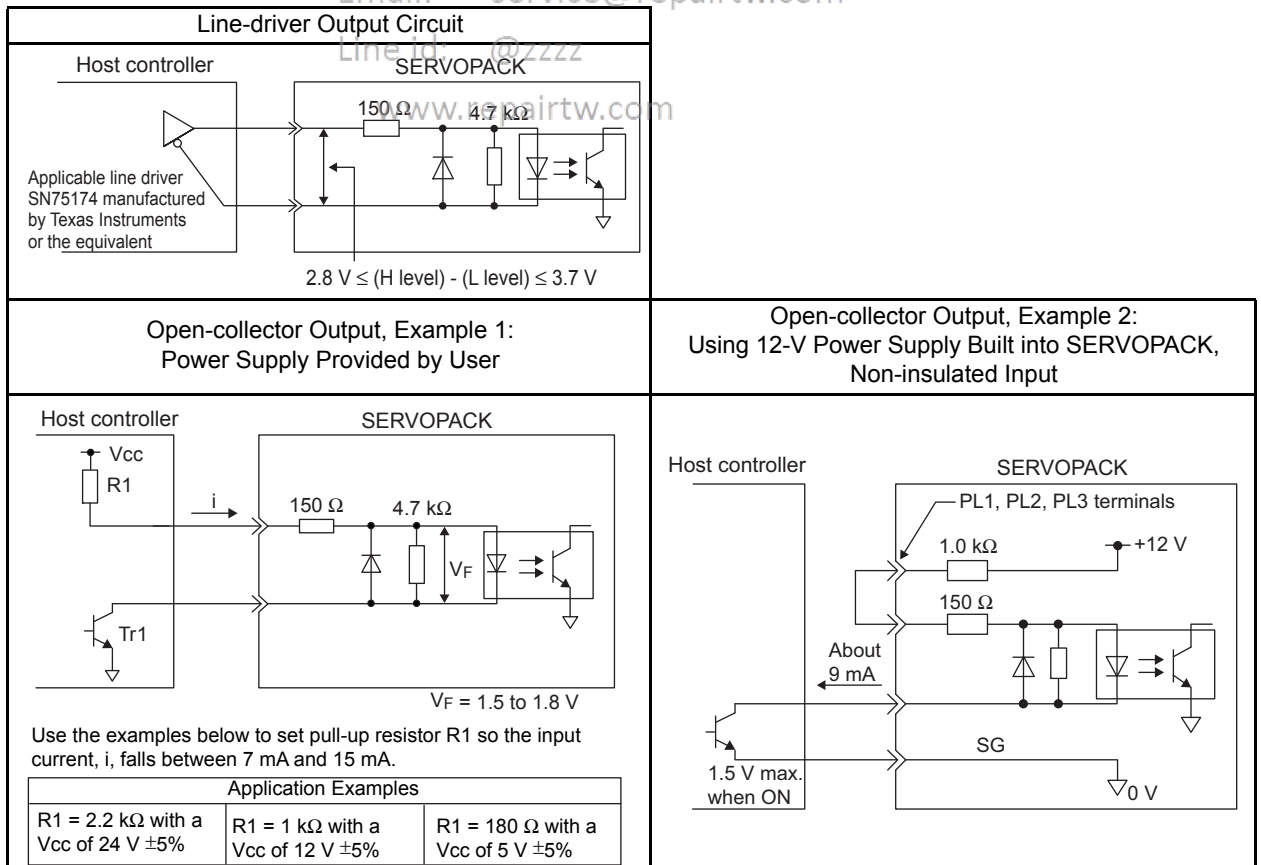 Email: service@repairtw.com
Line-driver Output Circuit
Line id: @zzzz
Host controller
SERVOPACK
www.repairtw.com
150 Ω
4.7 kΩ
Applicable line driver
SN75174 manufactured
by Texas Instruments
or the equivalent
2.8 V ≤ (H level) - (L level) ≤ 3.7 V
Open-collector Output, Example 1:
Power Supply Provided by User
Open-collector Output, Example 2:
Using 12-V Power Supply Built into SERVOPACK,
Non-insulated Input
Host controller
SERVOPACK
Vcc
R1
i
150 Ω
4.7 kΩ
VF
Tr1
VF = 1.5 to 1.8 V
Use the examples below to set pull-up resistor R1 so the input
current, i, falls between 7 mA and 15 mA.
Application Examples
R1 = 2.2 kΩ with a
Vcc of 24 V ±5%
R1 = 1 kΩ with a
Vcc of 12 V ±5%
R1 = 180 Ω with a
Vcc of 5 V ±5%
Host controller
SERVOPACK
PL1, PL2, PL3 terminals
1.0 kΩ
+12 V
150 Ω
About
9 mA
SG
1.5 V max.
when ON
0 V